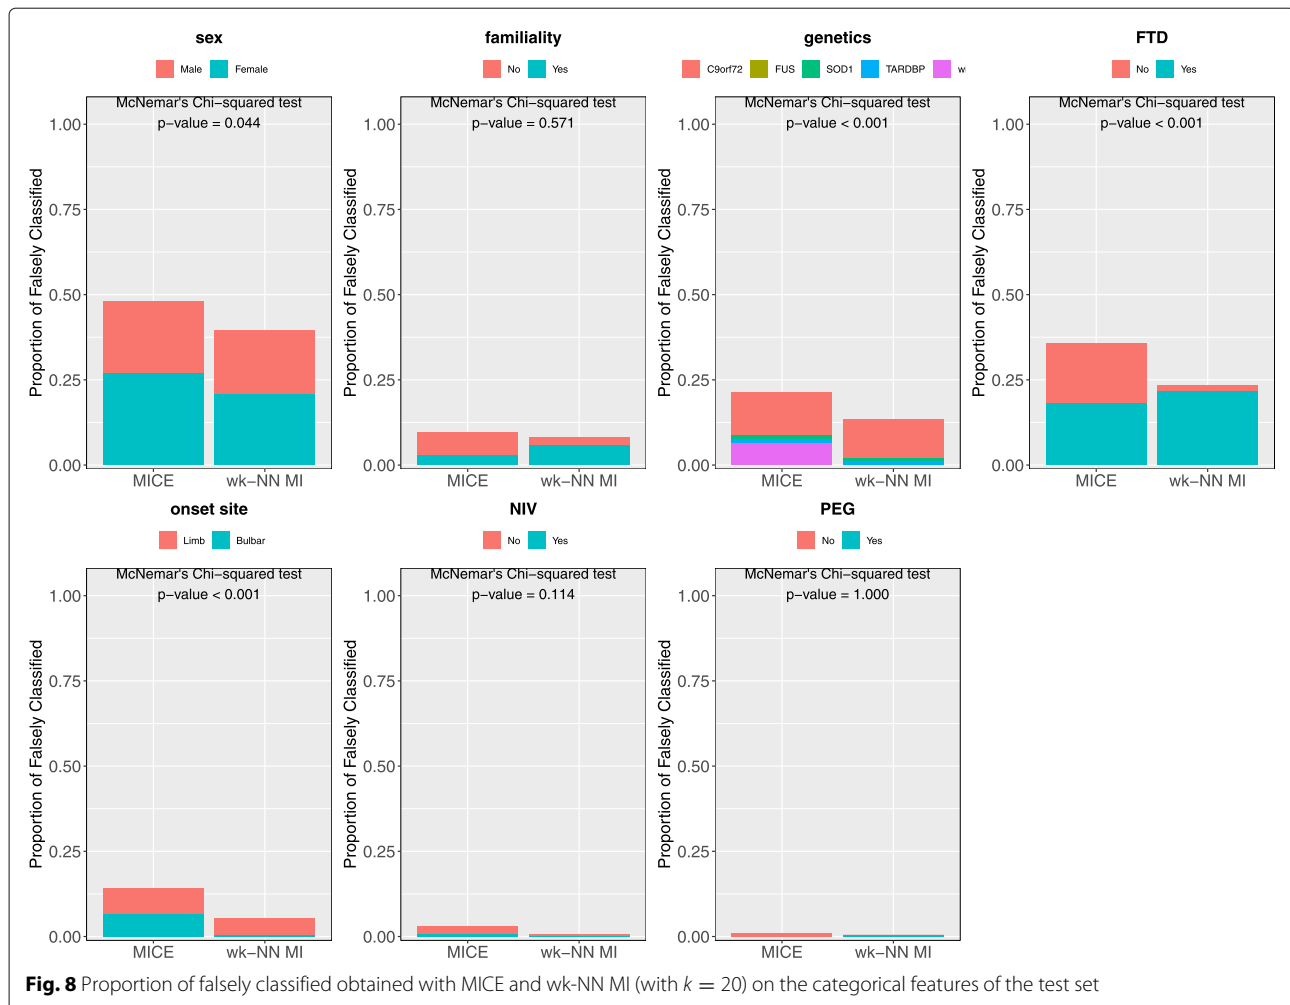 sex
Male Female
McNemar's Chi-squared test
p-value = 0.044
Proportion of Falsely Classified
1.00
0.75
0.50
0.25
0.00
MICE wk-NN MI
familiality
No Yes
McNemar's Chi-squared test
p-value = 0.571
Proportion of Falsely Classified
1.00
0.75
0.50
0.25
0.00
MICE wk-NN MI
genetics
C9orf72 FUS SOD1 TARDBP
McNemar's Chi-squared test
p-value < 0.001
Proportion of Falsely Classified
1.00
0.75
0.50
0.25
0.00
MICE wk-NN MI
FTD
No Yes
McNemar's Chi-squared test
p-value < 0.001
Proportion of Falsely Classified
1.00
0.75
0.50
0.25
0.00
MICE wk-NN MI
onset site
Limb Bulbar
McNemar's Chi-squared test
p-value < 0.001
Proportion of Falsely Classified
1.00
0.75
0.50
0.25
0.00
MICE wk-NN MI
NIV
No Yes
McNemar's Chi-squared test
p-value = 0.114
Proportion of Falsely Classified
1.00
0.75
0.50
0.25
0.00
MICE wk-NN MI
PEG
No Yes
McNemar's Chi-squared test
p-value = 1.000
Proportion of Falsely Classified
1.00
0.75
0.50
0.25
0.00
MICE wk-NN MI
Fig. 8 Proportion of falsely classified obtained with MICE and wk-NN MI (with k = 20) on the categorical features of the test set